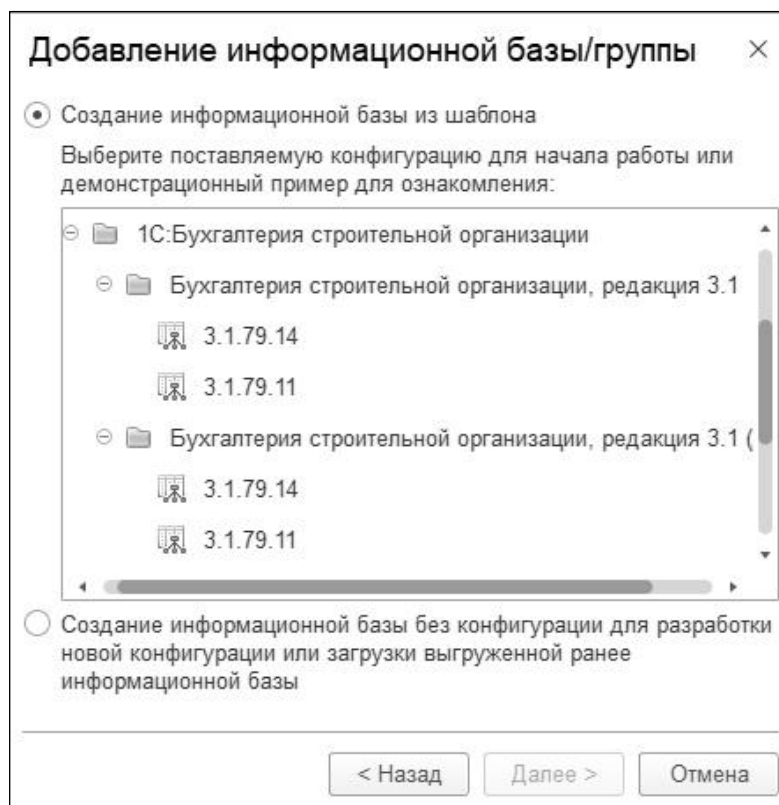 Добавление информационной базы/группы
Создание информационной базы из шаблона
Выберите поставляемую конфигурацию для начала работы или
демонстрационный пример для ознакомления:
1С:Бухгалтерия строительной организации
Бухгалтерия строительной организации, редакция 3.1
3.1.79.14
3.1.79.11
Бухгалтерия строительной организации, редакция 3.1 (
3.1.79.14
3.1.79.11
Создание информационной базы без конфигурации для разработки
новой конфигурации или загрузки выгруженной ранее
информационной базы
< Назад Далее > Отмена